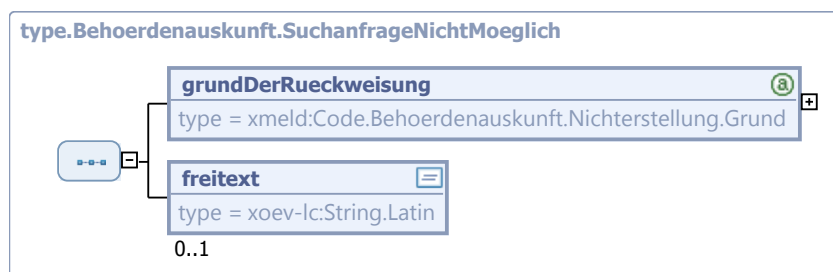 type.Behoerdenauskunft.SuchanfrageNichtMoeglich
grundDerRueckweisung
type = xmeld:Code.Behoerdenauskunft.Nichterstellung.Grund
freitext
type = xoev-lc:String.Latin
0..1